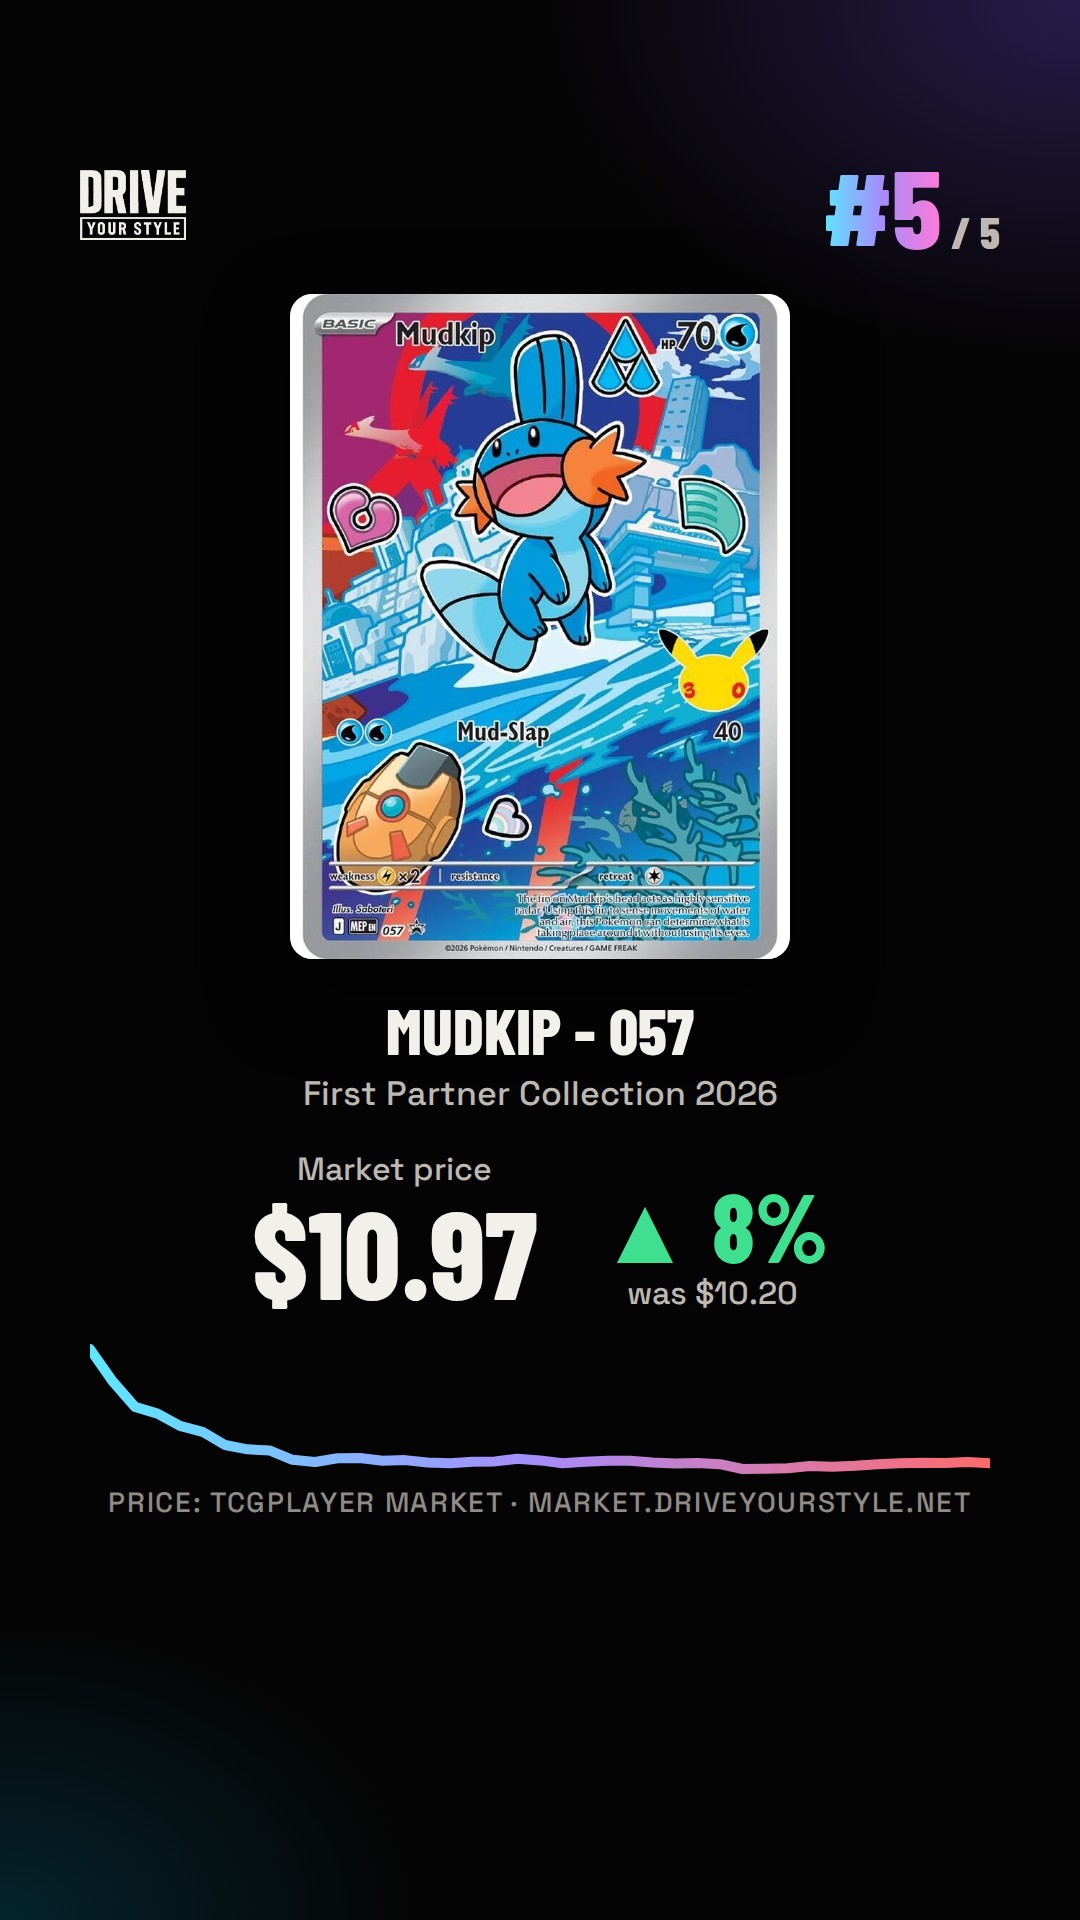 DRIVE
YOUR STYLE
#5 / 5
BASIC Mudkip HP 70
3 0
Mud-Slap 40
weakness ×2 resistance retreat
The fin on Mudkip's head acts as highly sensitive
radar. Using this fin to sense movements of water
and air, this Pokémon can determine what is
taking place around it without using its eyes.
Illus. Saboteri
J MEP EN 057
©2026 Pokémon / Nintendo / Creatures / GAME FREAK
MUDKIP - 057
First Partner Collection 2026
Market price
$10.97
▲ 8%
was $10.20
PRICE: TCGPLAYER MARKET · MARKET.DRIVEYOURSTYLE.NET